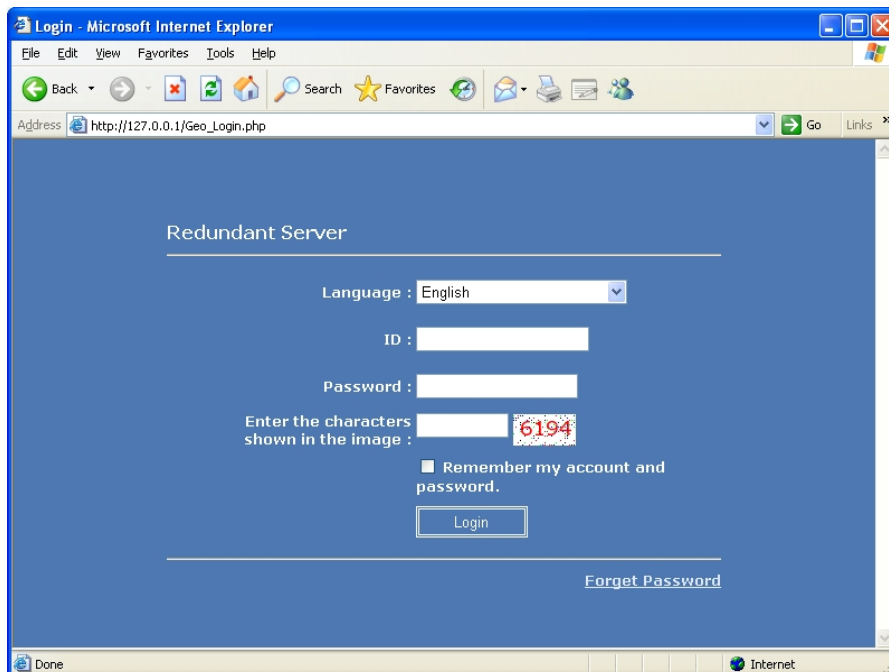 Login - Microsoft Internet Explorer
File Edit View Favorites Tools Help
Back Search Favorites
Address http://127.0.0.1/Geo_Login.php Go Links »
Redundant Server
Language : English
ID :
Password :
Enter the characters
shown in the image : 6194
Remember my account and
password.
Login
Forget Password
Done Internet